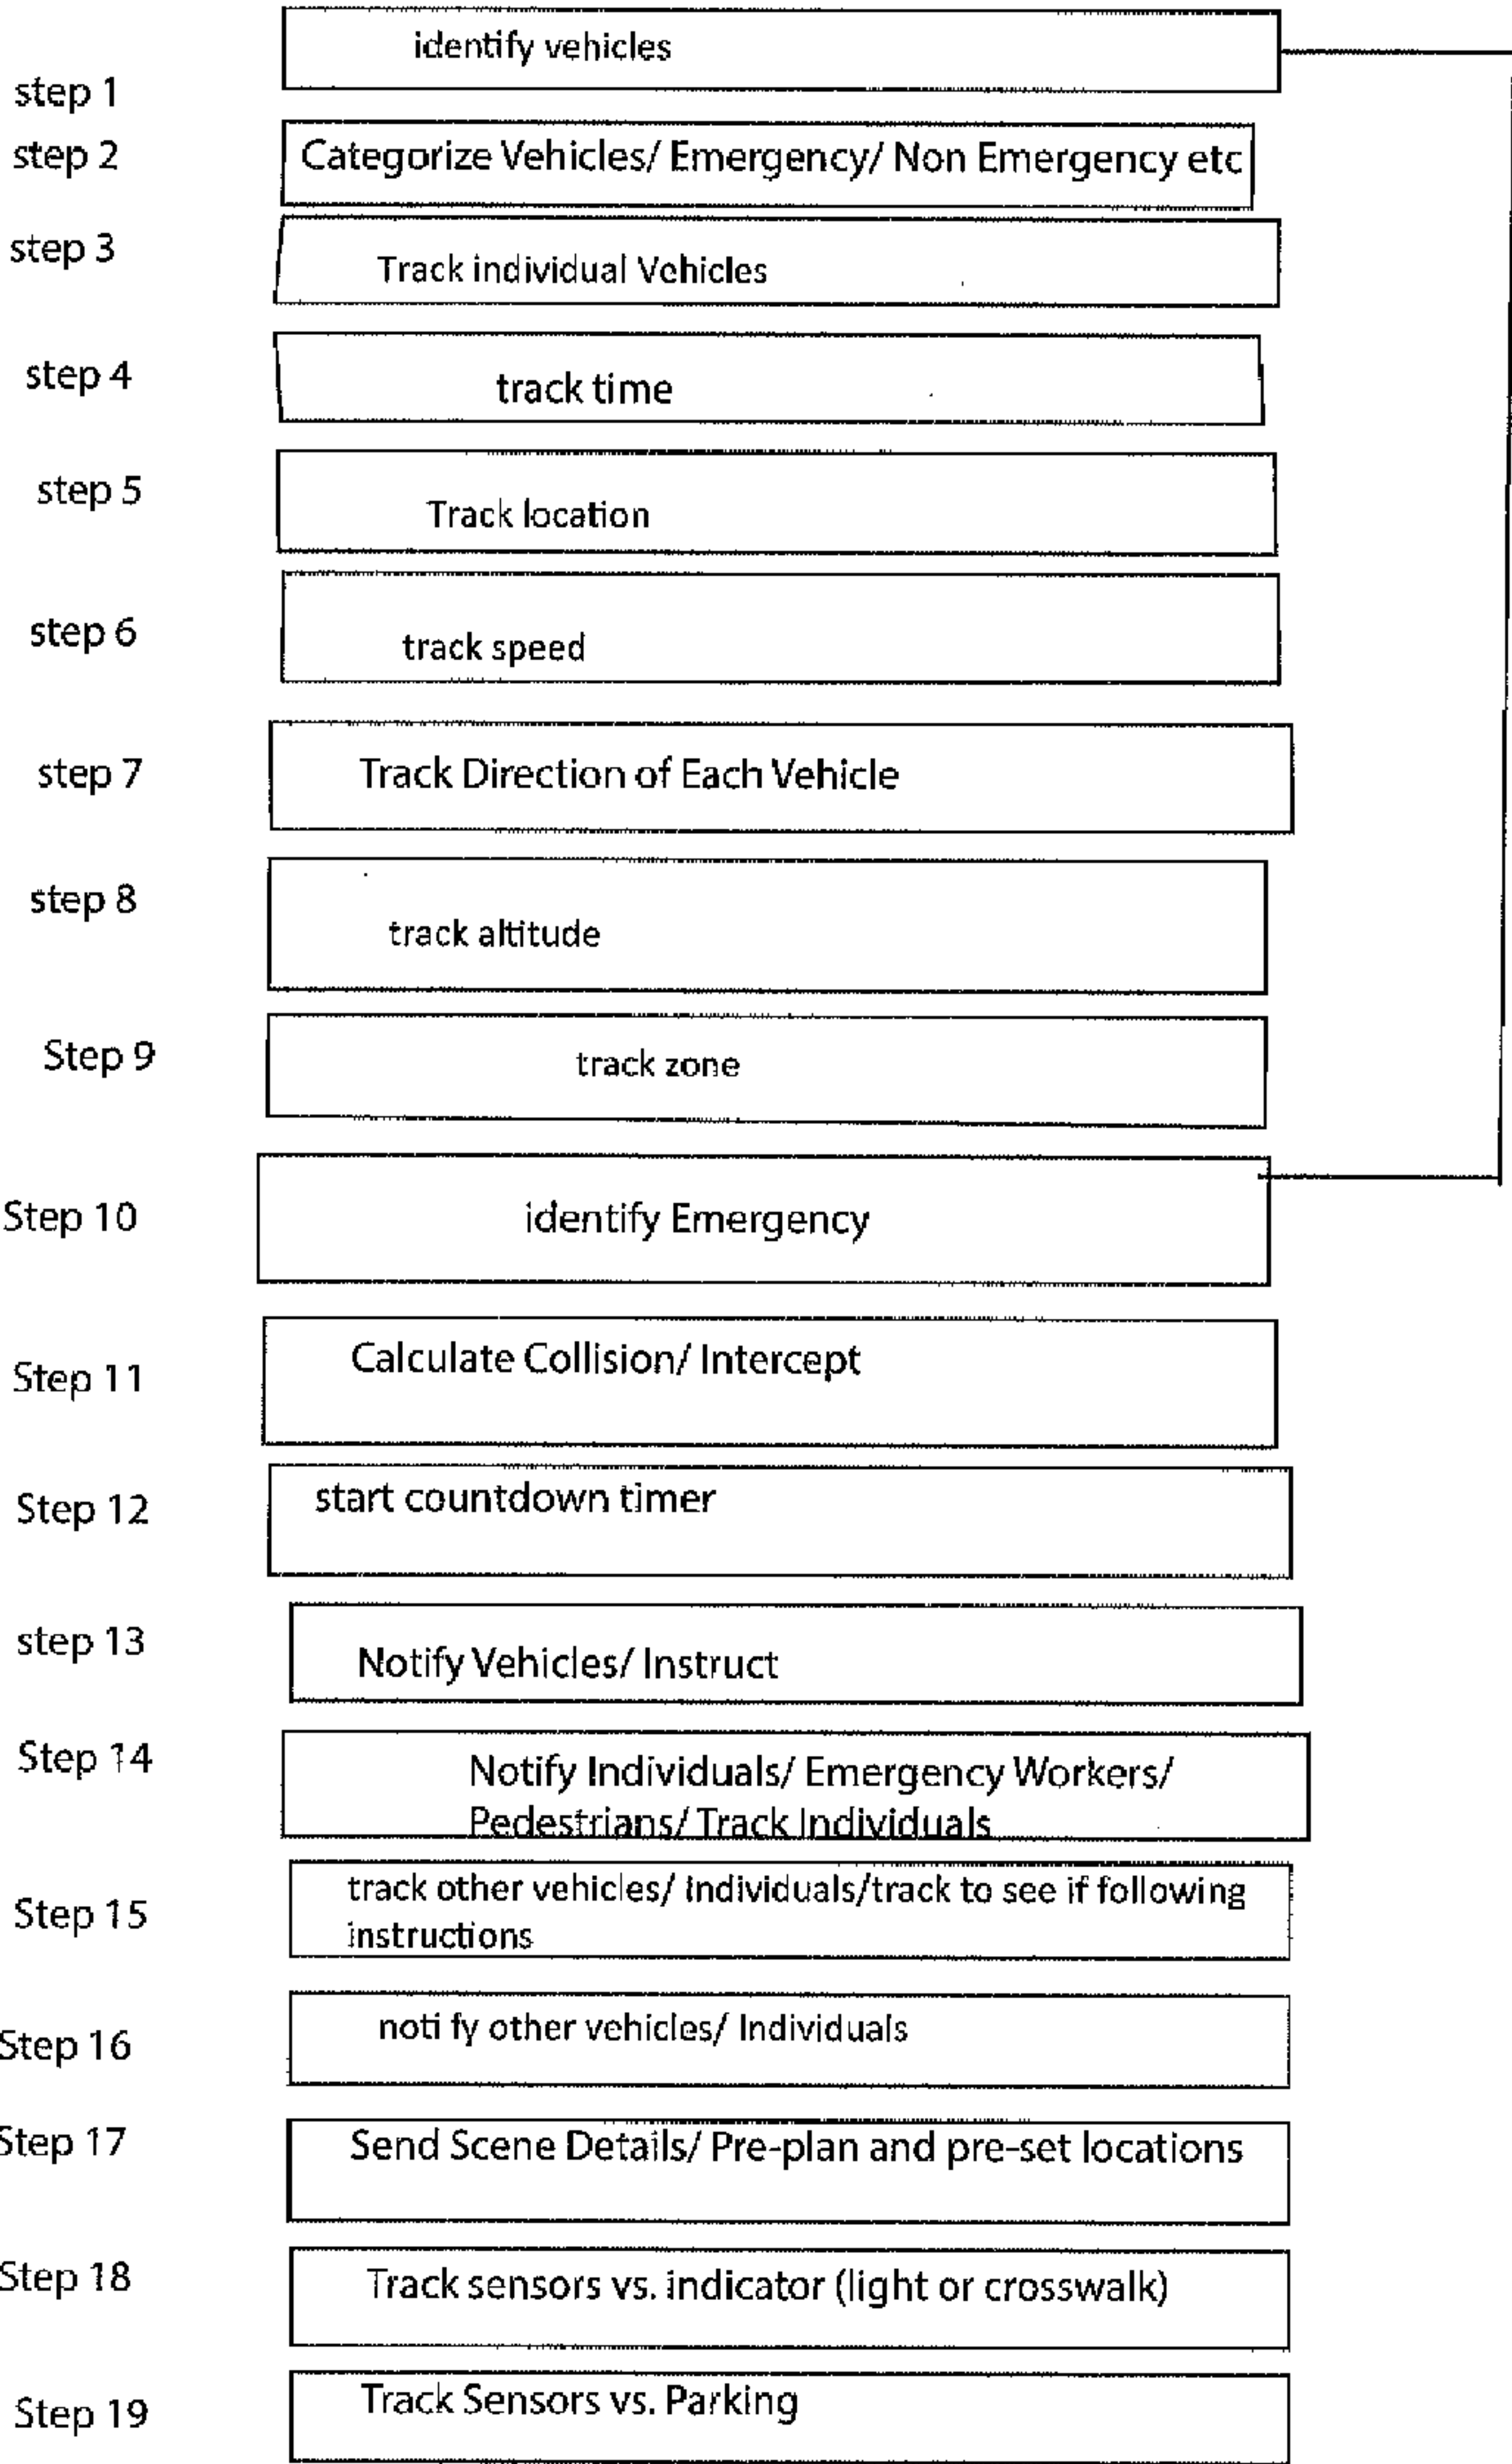 identify vehicles
step 1
step 2
Categorize Vehicles/ Emergency/ Non Emergency etc
step 3
Track individual Vehicles
step 4
track time
step 5
Track location
step 6
track speed
step 7
Track Direction of Each Vehicle
step 8
track altitude
Step 9
track zone
Step 10
identify Emergency
Step 11
Calculate Collision/ Intercept
Step 12
start countdown timer
step 13
Notify Vehicles/ Instruct
Step 14
Notify Individuals/ Emergency Workers/
Pedestrians/ Track Individuals
Step 15
track other vehicles/ Individuals/track to see if following
instructions
Step 16
noti fy other vehicles/ Individuals
Step 17
Send Scene Details/ Pre-plan and pre-set locations
Step 18
Track sensors vs. indicator (light or crosswalk)
Step 19
Track Sensors vs. Parking